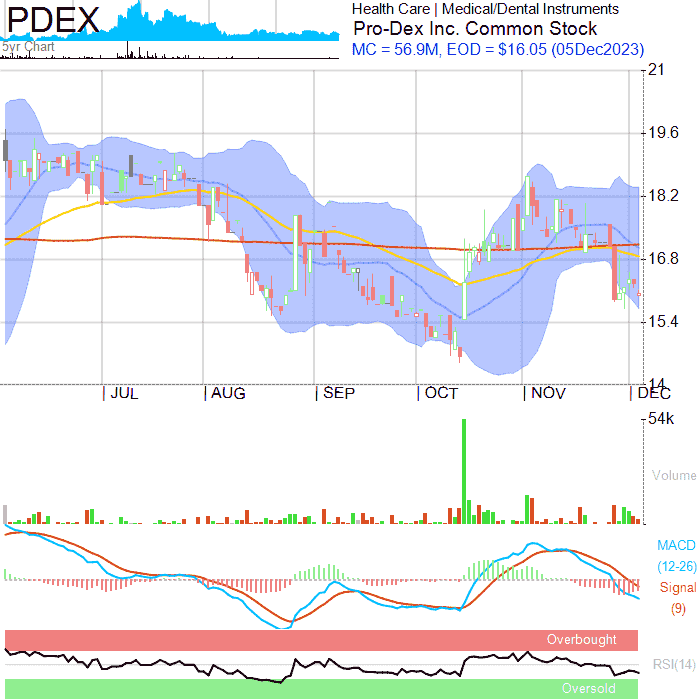 PDEX
5yr Chart
Health Care | Medical/Dental Instruments
Pro-Dex Inc. Common Stock
MC = 56.9M, EOD = $16.05 (05Dec2023)
21
19.6
18.2
16.8
15.4
14
JUL AUG SEP OCT NOV DEC
54k
Volume
MACD
(12-26)
Signal
(9)
Overbought
RSI(14)
Oversold